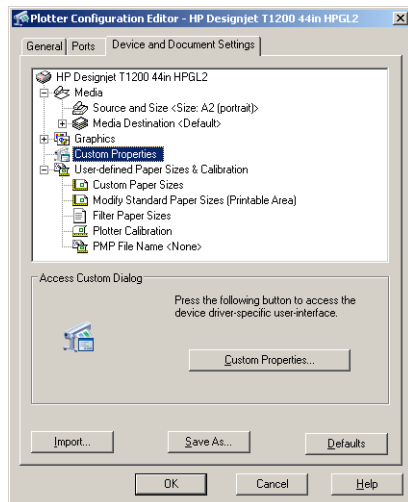 Plotter Configuration Editor - HP Designjet T1200 44in HPGL2
General
Ports
Device and Document Settings
HP Designjet T1200 44in HPGL2
Media
Source and Size <Size: A2 (portrait)>
Media Destination <Default>
Graphics
Custom Properties
User-defined Paper Sizes & Calibration
Custom Paper Sizes
Modify Standard Paper Sizes (Printable Area)
Filter Paper Sizes
Plotter Calibration
PMP File Name <None>
Access Custom Dialog
Press the following button to access the
device driver-specific user-interface.
Custom Properties...
Import...
Save As...
Defaults
OK
Cancel
Help